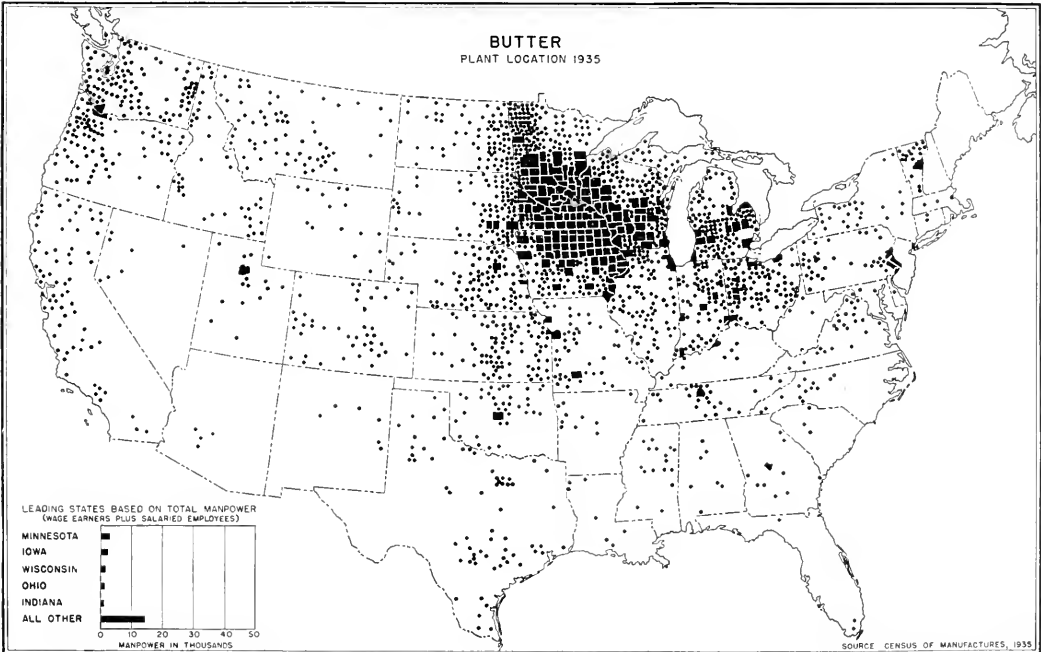 BUTTER
PLANT LOCATION 1935
LEADING STATES BASED ON TOTAL MANPOWER
(WAGE EARNERS PLUS SALARIED EMPLOYEES)
MINNESOTA
IOWA
WISCONSIN
OHIO
INDIANA
ALL OTHER
0 10 20 30 40 50
MANPOWER IN THOUSANDS
SOURCE CENSUS OF MANUFACTURES, 1935